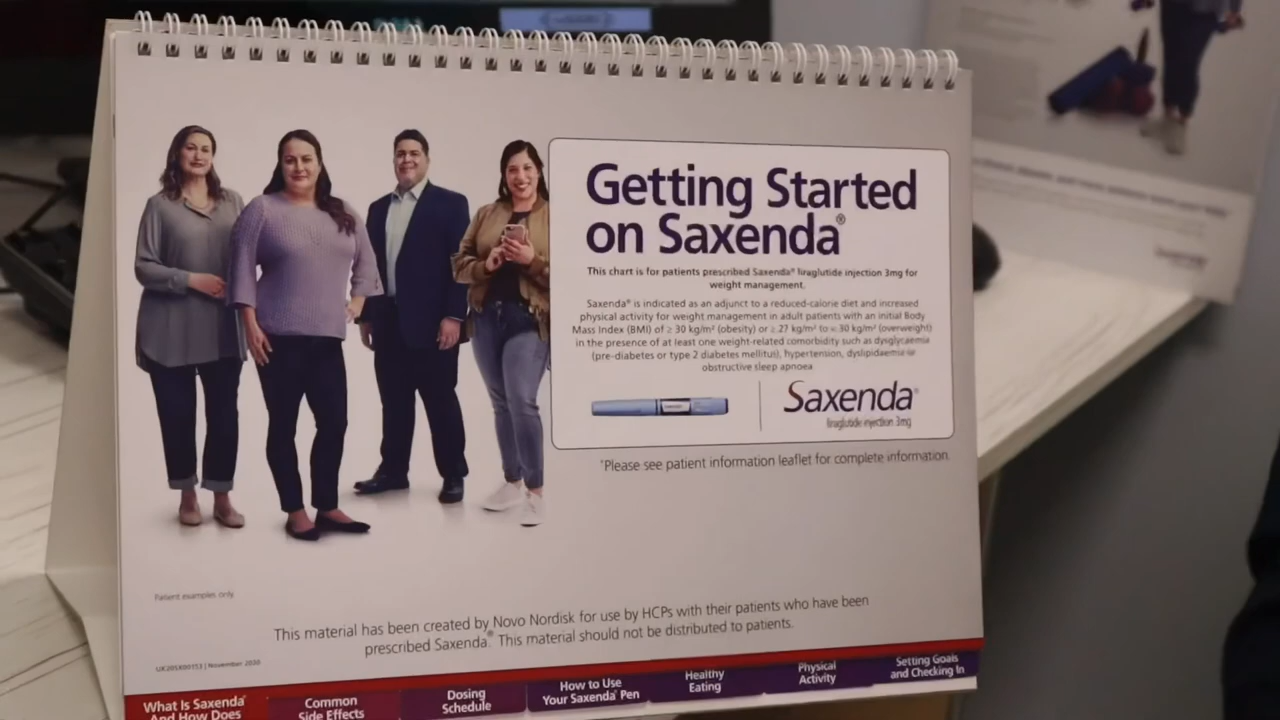 Getting Started
on Saxenda®
This chart is for patients prescribed Saxenda® liraglutide injection 3mg for
weight management.
Saxenda® is indicated as an adjunct to a reduced-calorie diet and increased
physical activity for weight management in adult patients with an initial Body
Mass Index (BMI) of ≥ 30 kg/m² (obesity) or ≥ 27 kg/m² to < 30 kg/m² (overweight)
in the presence of at least one weight-related comorbidity such as dysglycaemia
(pre-diabetes or type 2 diabetes mellitus), hypertension, dyslipidaemia or
obstructive sleep apnoea
Saxenda®
liraglutide injection 3mg
*Please see patient information leaflet for complete information.
Patient examples only.
This material has been created by Novo Nordisk for use by HCPs with their patients who have been
prescribed Saxenda.® This material should not be distributed to patients.
November 2020
What Is Saxenda®
And How Does
Common
Side Effects
Dosing
Schedule
How to Use
Your Saxenda® Pen
Healthy
Eating
Physical
Activity
Setting Goals
and Checking In